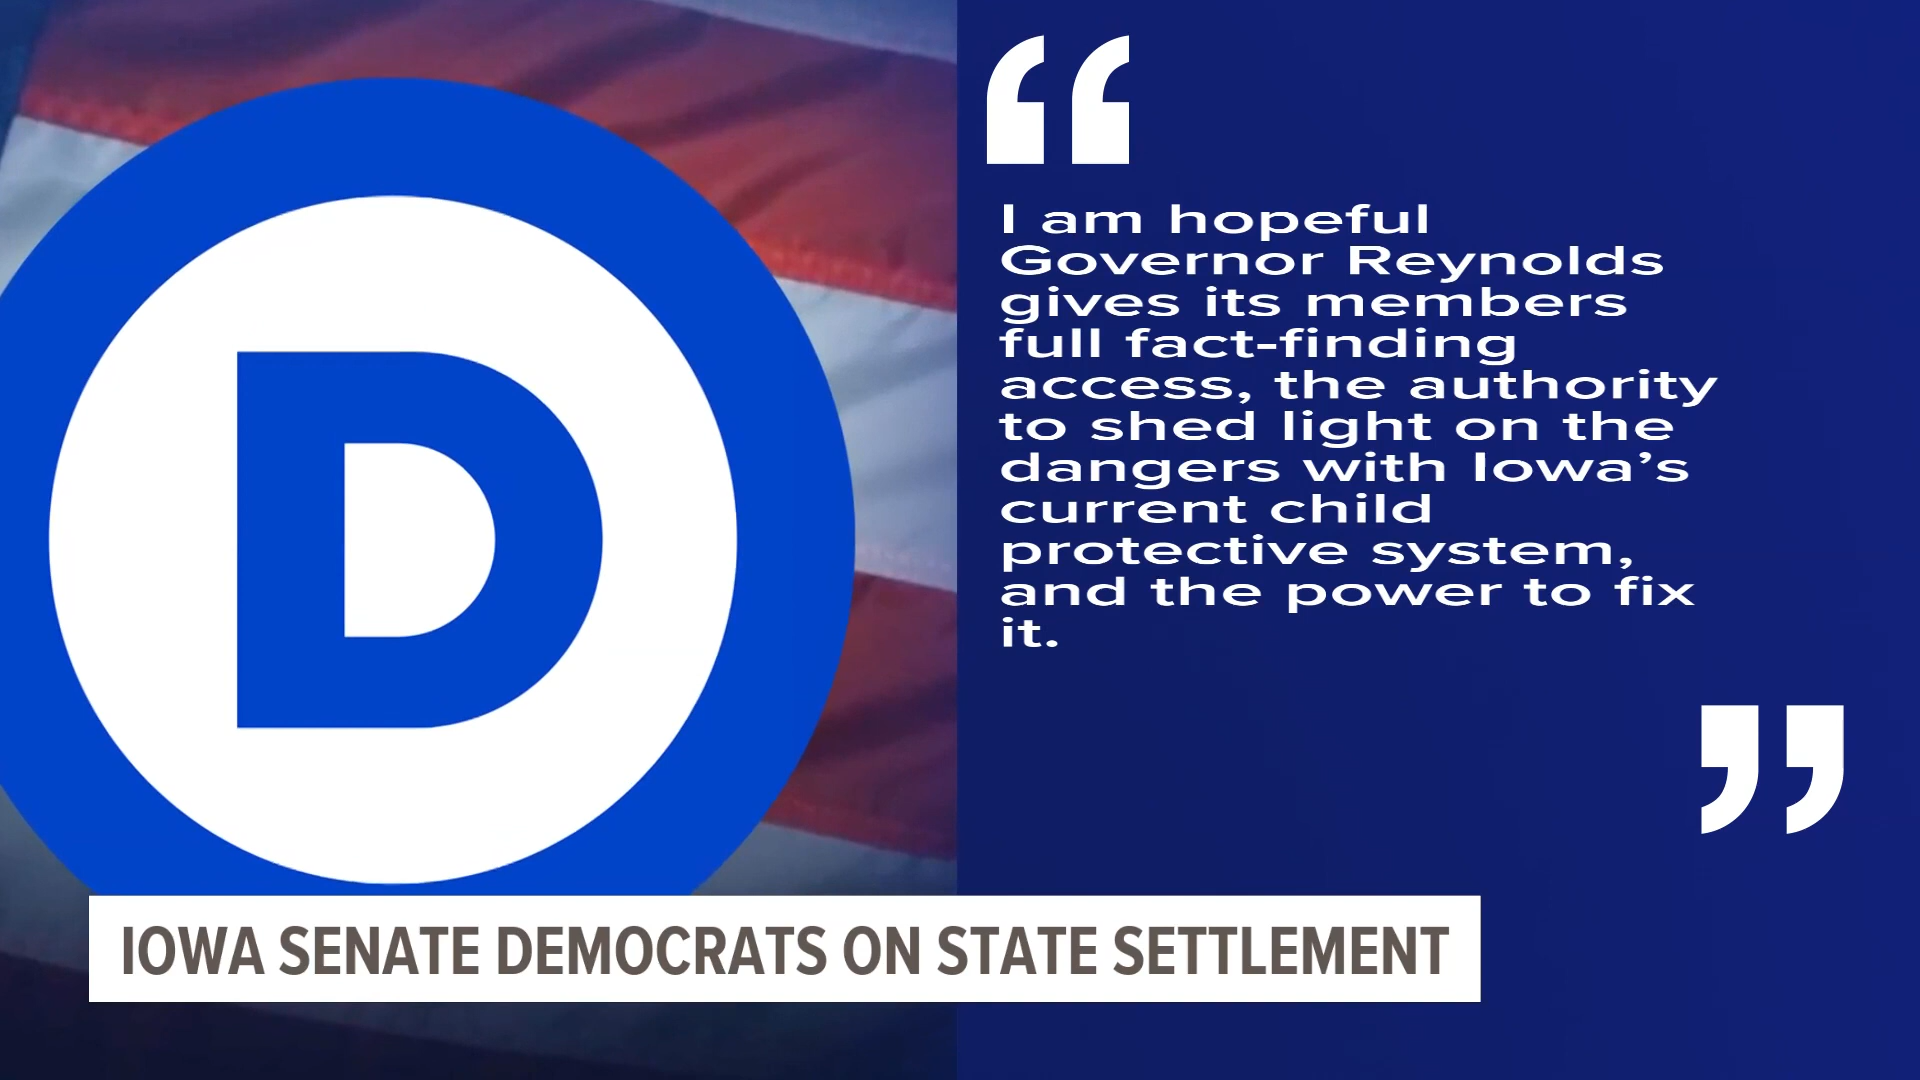 “
I am hopeful
Governor Reynolds
gives its members
full fact-finding
access, the authority
to shed light on the
dangers with Iowa’s
current child
protective system,
and the power to fix
it.
”
D
IOWA SENATE DEMOCRATS ON STATE SETTLEMENT